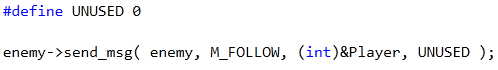 #define UNUSED 0
enemy->send_msg( enemy, M_FOLLOW, (int)&Player, UNUSED );